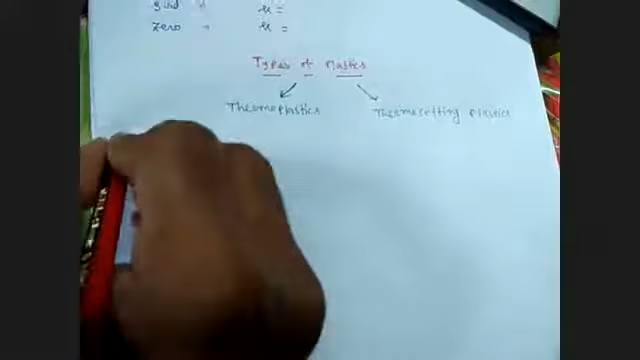 Zero
Types of Plastics
Thermoplastics
Thermosetting Plastics